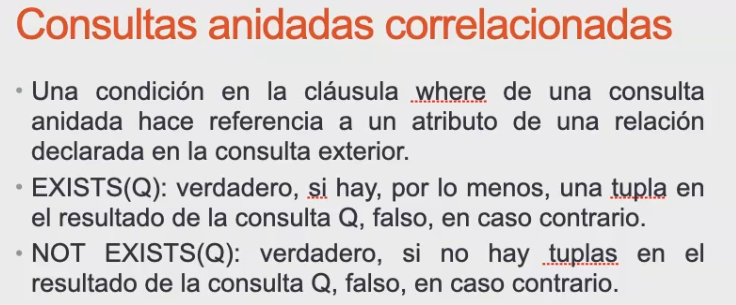 Consultas anidadas correlacionadas
• Una condición en la cláusula where de una consulta
anidada hace referencia a un atributo de una relación
declarada en la consulta exterior.
• EXISTS(Q): verdadero, si hay, por lo menos, una tupla en
el resultado de la consulta Q, falso, en caso contrario.
• NOT EXISTS(Q): verdadero, si no hay tuplas en el
resultado de la consulta Q, falso, en caso contrario.